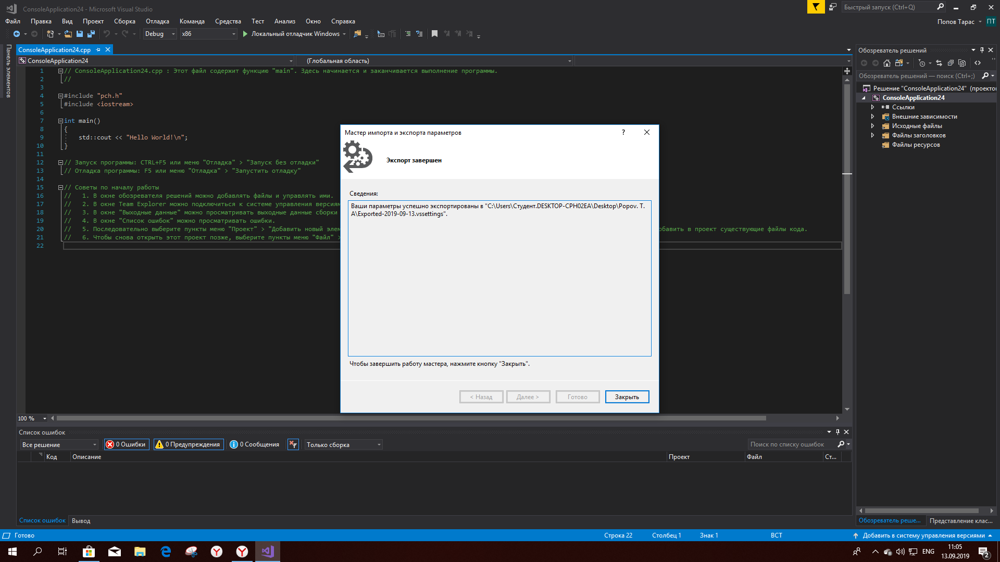 ConsoleApplication24 - Microsoft Visual Studio
Быстрый запуск (Ctrl+Q)
Файл Правка Вид Проект Сборка Отладка Команда Средства Тест Анализ Окно Справка
Попов Тарас ПТ
Debug x86 Локальный отладчик Windows
Панель элементов
ConsoleApplication24.cpp
ConsoleApplication24 (Глобальная область)
1 // ConsoleApplication24.cpp : Этот файл содержит функцию "main". Здесь начинается и заканчивается выполнение программы.
2 //
3
4 #include "pch.h"
5 #include <iostream>
6
7 int main()
8 {
9 std::cout << "Hello World!\n";
10 }
11
12 // Запуск программы: CTRL+F5 или меню "Отладка" > "Запуск без отладки"
13 // Отладка программы: F5 или меню "Отладка" > "Запустить отладку"
14
15 // Советы по началу работы
16 // 1. В окне обозревателя решений можно добавлять файлы и управлять ими.
17 // 2. В окне Team Explorer можно подключиться к системе управления версиям
18 // 3. В окне "Выходные данные" можно просматривать выходные данные сборки
19 // 4. В окне "Список ошибок" можно просматривать ошибки.
20 // 5. Последовательно выберите пункты меню "Проект" > "Добавить новый элем обавить в проект существующие файлы кода.
21 // 6. Чтобы снова открыть этот проект позже, выберите пункты меню "Файл" >
22
Мастер импорта и экспорта параметров ?
Экспорт завершен
Сведения:
Ваши параметры успешно экспортированы в "C:\Users\Студент.DESKTOP-CPH02EA\Desktop\Popov. T.
A\Exported-2019-09-13.vssettings".
Чтобы завершить работу мастера, нажмите кнопку "Закрыть".
< Назад Далее > Готово Закрыть
Обозреватель решений
Обозреватель решений — поиск (Ctrl+;)
Решение "ConsoleApplication24" (проекто
ConsoleApplication24
Ссылки
Внешние зависимости
Исходные файлы
Файлы заголовков
Файлы ресурсов
100 %
Список ошибок
Все решение 0 Ошибки 0 Предупреждения 0 Сообщения Только сборка Поиск по списку ошибок
Код Описание Проект Файл Ст...
Список ошибок Вывод
Обозреватель реше... Представление клас...
Готово Строка 22 Столбец 1 Знак 1 ВСТ Добавить в систему управления версиями
ENG 11:05
13.09.2019
2